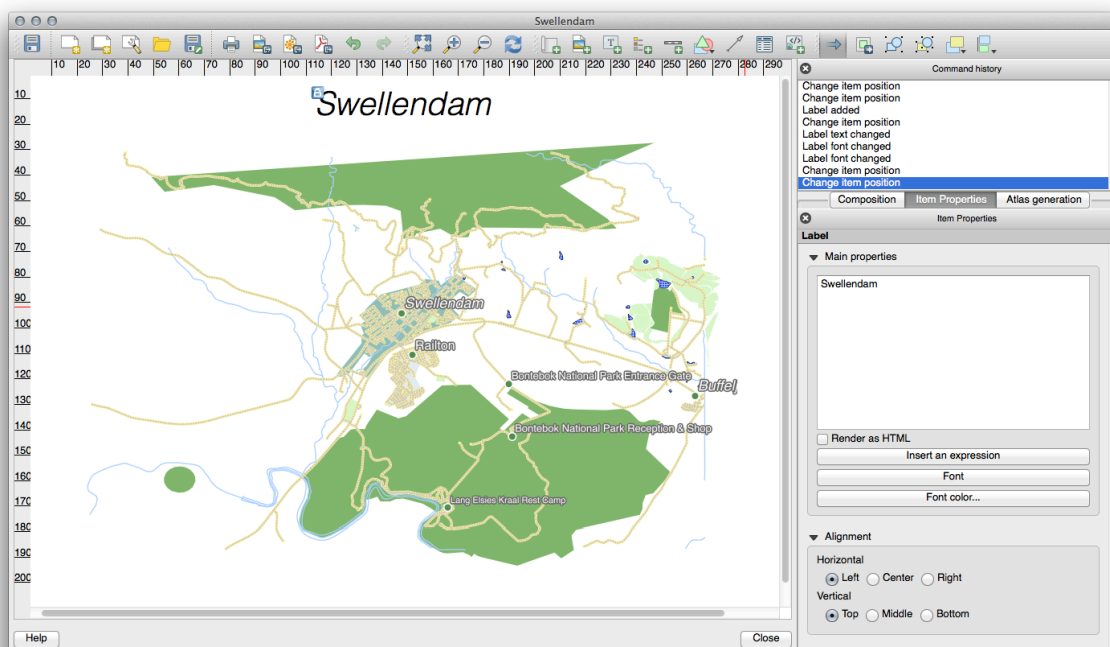 Swellendam
10 20 30 40 50 60 70 80 90 100 110 120 130 140 150 160 170 180 190 200 210 220 230 240 250 260 270 280 290
Command history
Change item position
Change item position
Label added
Change item position
Label text changed
Label font changed
Label font changed
Change item position
Change item position
Composition Item Properties Atlas generation
Item Properties
Label
Main properties
Swellendam
Render as HTML
Insert an expression
Font
Font color...
Alignment
Horizontal
Left Center Right
Vertical
Top Middle Bottom
10
20
30
40
50
60
70
80
90
100
110
120
130
140
150
160
170
180
190
200
Swellendam
Swellendam
Railton
Bontebok National Park Entrance Gate
Buffelj
Bontebok National Park Reception & Shop
Lang Elsies Kraal Rest Camp
Help
Close